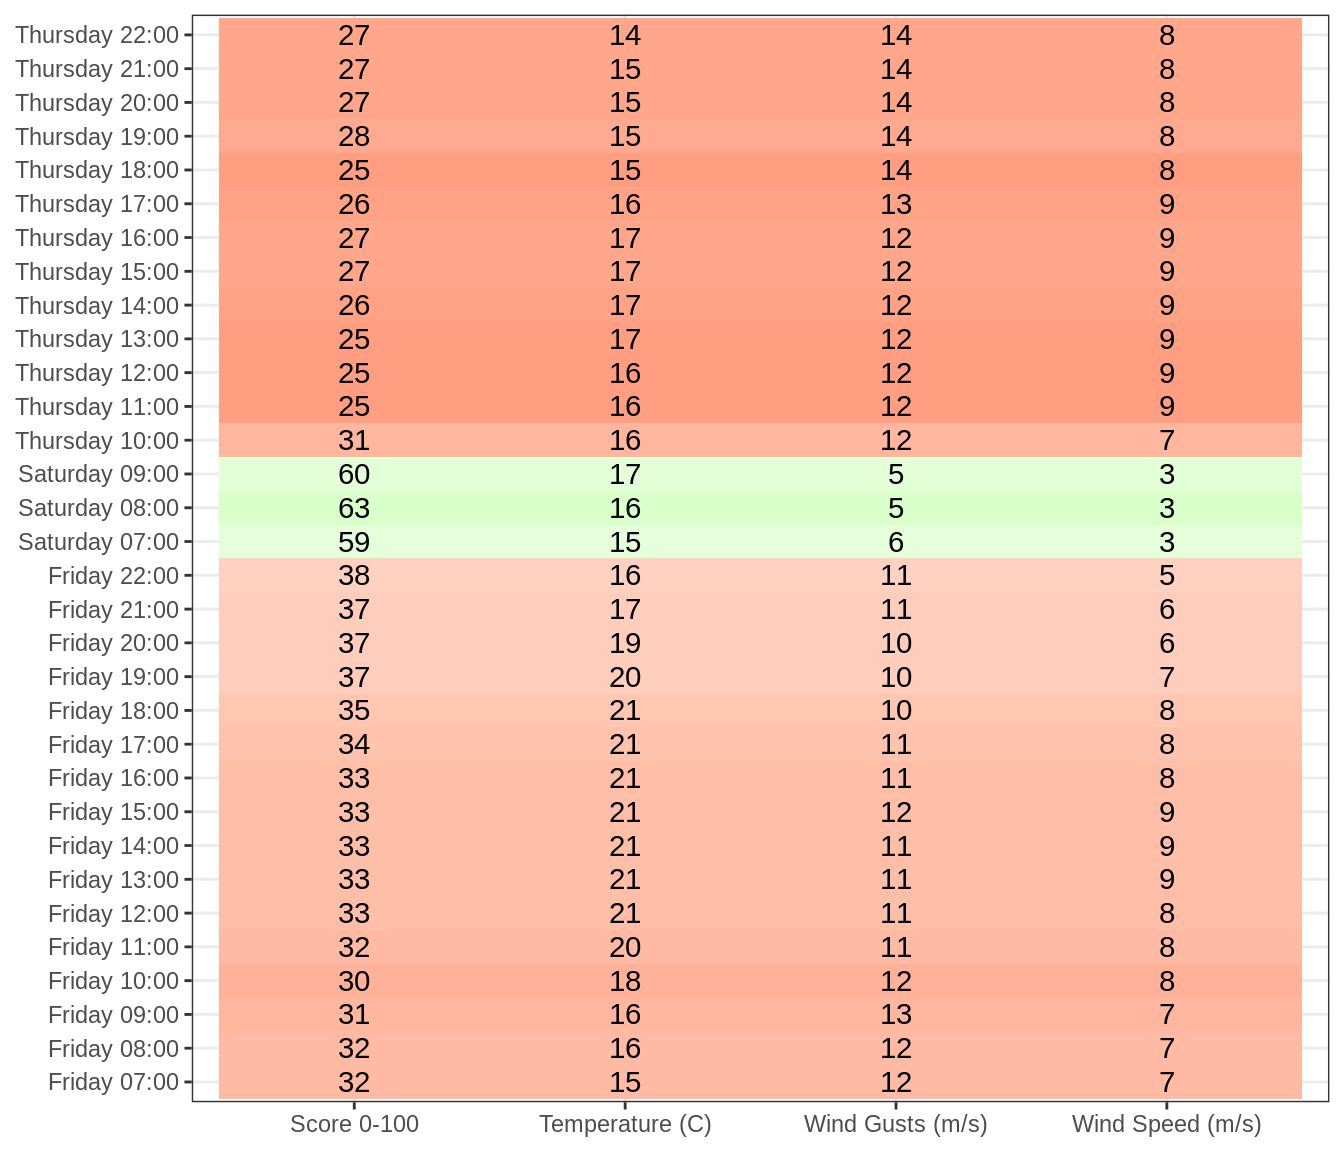 Thursday 22:00 27 14 14 8
Thursday 21:00 27 15 14 8
Thursday 20:00 27 15 14 8
Thursday 19:00 28 15 14 8
Thursday 18:00 25 15 14 8
Thursday 17:00 26 16 13 9
Thursday 16:00 27 17 12 9
Thursday 15:00 27 17 12 9
Thursday 14:00 26 17 12 9
Thursday 13:00 25 17 12 9
Thursday 12:00 25 16 12 9
Thursday 11:00 25 16 12 9
Thursday 10:00 31 16 12 7
Saturday 09:00 60 17 5 3
Saturday 08:00 63 16 5 3
Saturday 07:00 59 15 6 3
Friday 22:00 38 16 11 5
Friday 21:00 37 17 11 6
Friday 20:00 37 19 10 6
Friday 19:00 37 20 10 7
Friday 18:00 35 21 10 8
Friday 17:00 34 21 11 8
Friday 16:00 33 21 11 8
Friday 15:00 33 21 12 9
Friday 14:00 33 21 11 9
Friday 13:00 33 21 11 9
Friday 12:00 33 21 11 8
Friday 11:00 32 20 11 8
Friday 10:00 30 18 12 8
Friday 09:00 31 16 13 7
Friday 08:00 32 16 12 7
Friday 07:00 32 15 12 7
Score 0-100 Temperature (C) Wind Gusts (m/s) Wind Speed (m/s)